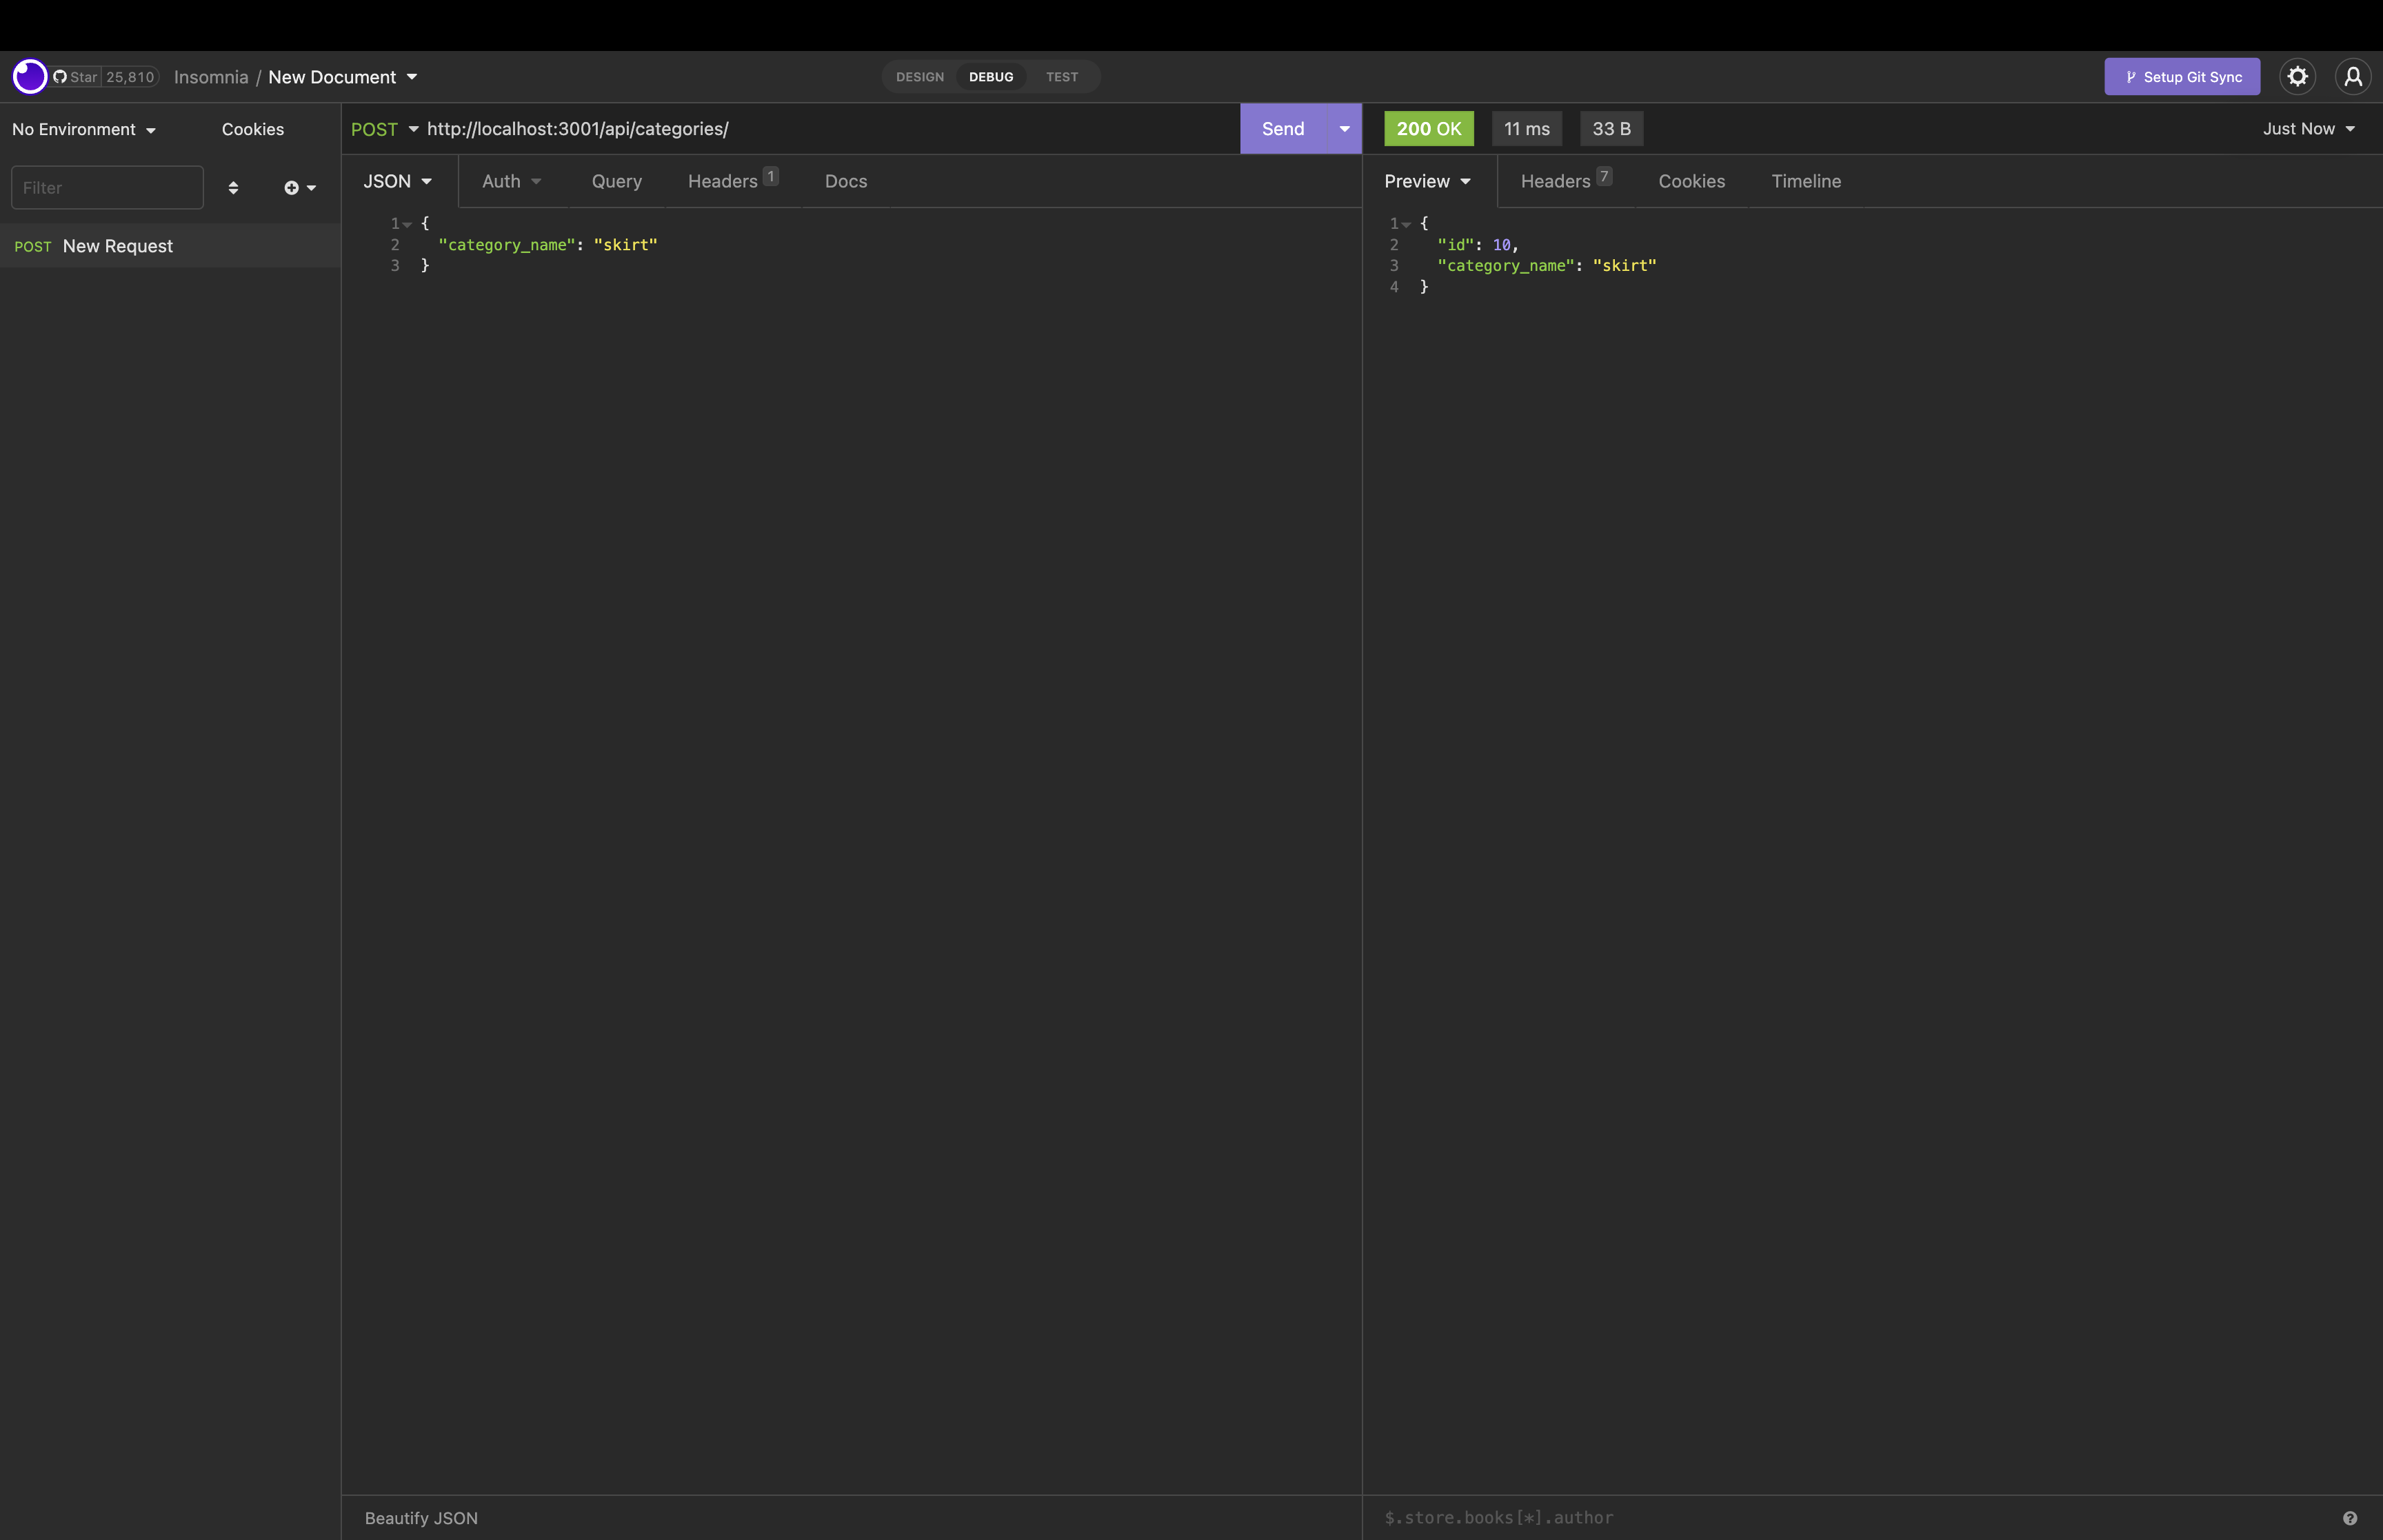 Star 25,810 Insomnia / New Document
DESIGN DEBUG TEST
Setup Git Sync
No Environment Cookies
POST http://localhost:3001/api/categories/ Send
200 OK 11 ms 33 B Just Now
Filter
JSON Auth Query Headers 1 Docs
Preview Headers 7 Cookies Timeline
POST New Request
1 {
2 "category_name": "skirt"
3 }
1 {
2 "id": 10,
3 "category_name": "skirt"
4 }
Beautify JSON
$.store.books[*].author